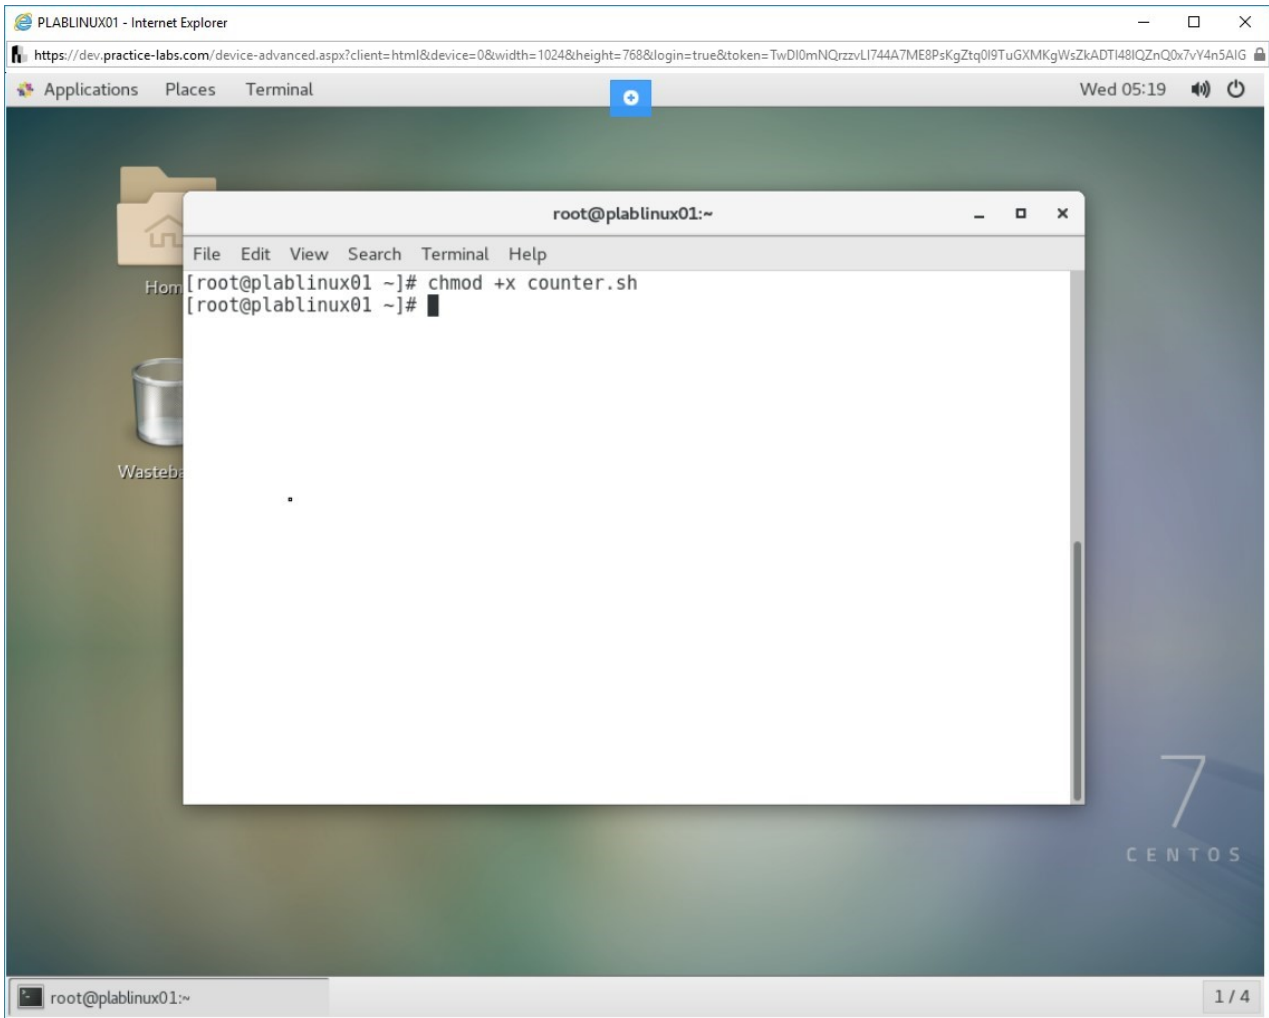 PLABLINUX01 - Internet Explorer
https://dev.practice-labs.com/device-advanced.aspx?client=html&device=0&width=1024&height=768&login=true&token=TwDI0mNQrzzvLI744A7ME8PsKgZtq0I9TuGXMKgWsZkADTI48IQZnQ0x7vY4n5AIG
Applications Places Terminal Wed 05:19
root@plablinux01:~
File Edit View Search Terminal Help
[root@plablinux01 ~]# chmod +x counter.sh
[root@plablinux01 ~]#
Hom
Wasteba
7
CENTOS
root@plablinux01:~ 1 / 4